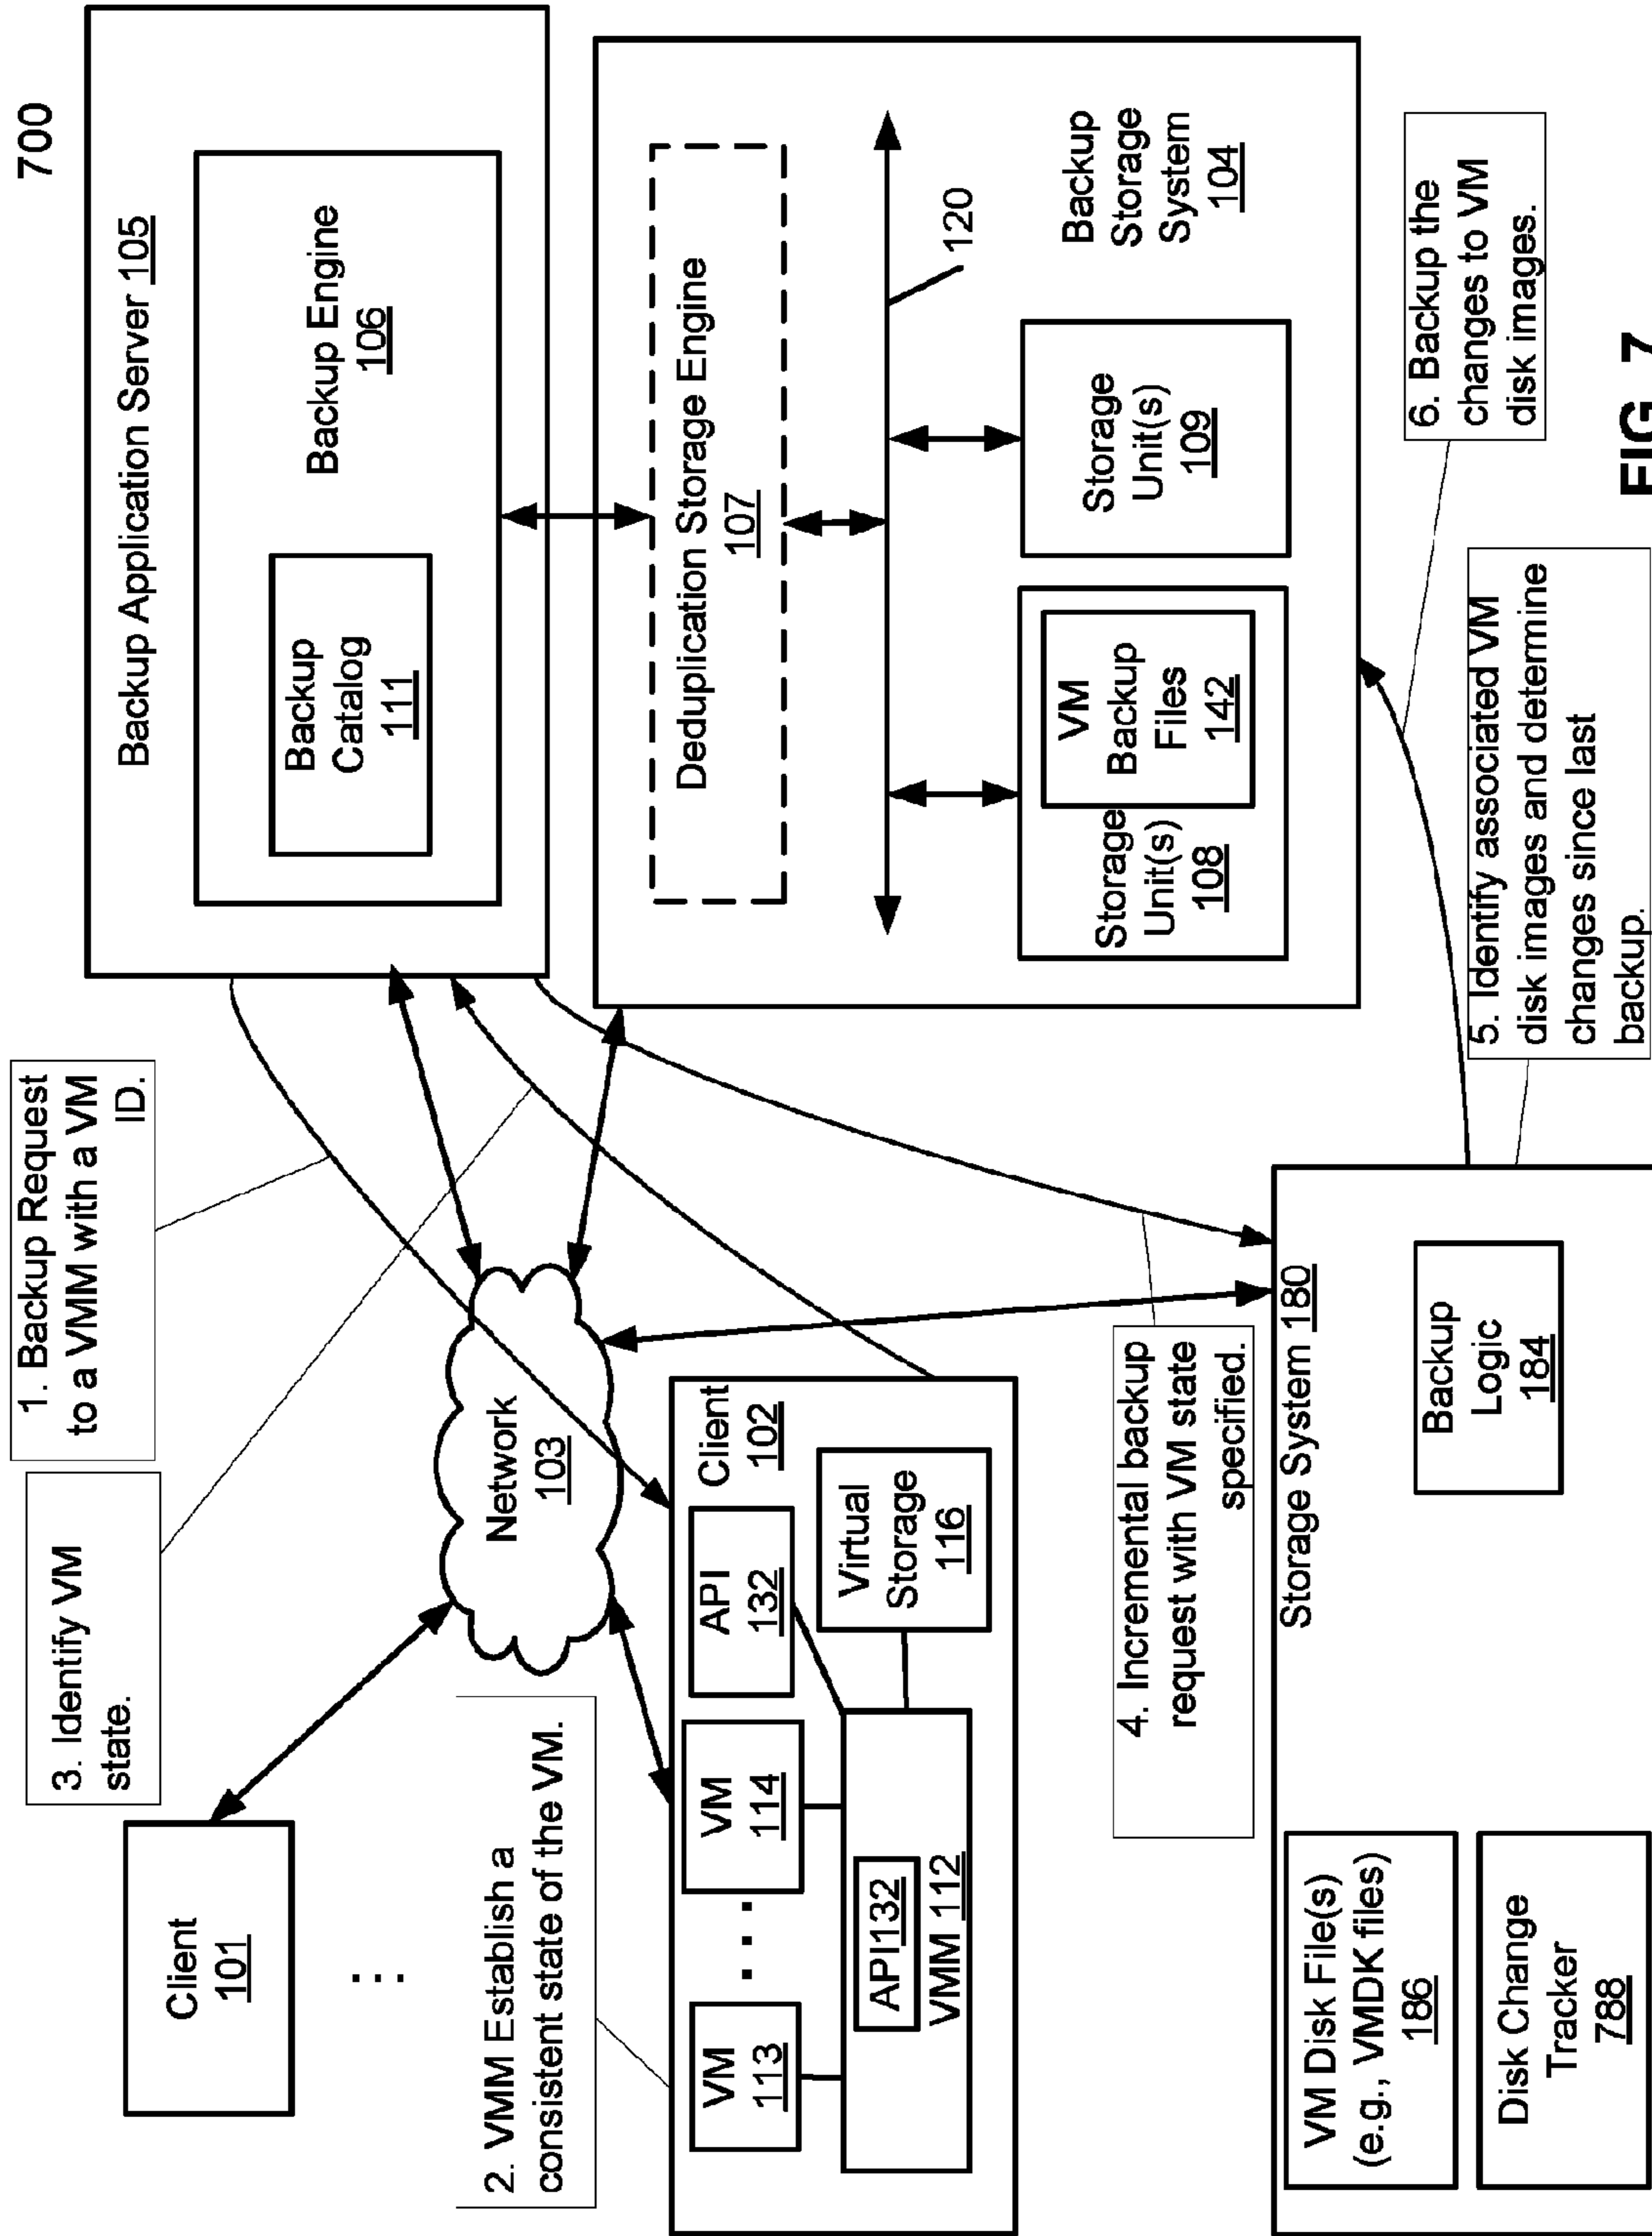 700
1. Backup Request
to a VMM with a VM
ID.
3. Identify VM
state.
2. VMM Establish a
consistent state of the VM.
Client
101
...
Network
103
Backup Application Server 105
Backup Engine
106
Backup
Catalog
111
Client
102
VM
113
. . .
VM
114
API
132
API132
VMM 112
Virtual
Storage
116
Deduplication Storage Engine
107
120
Backup
Storage
System
104
Storage
Unit(s)
108
VM
Backup
Files
142
Storage
Unit(s)
109
4. Incremental backup
request with VM state
specified.
Storage System 180
VM Disk File(s)
(e.g., VMDK files)
186
Disk Change
Tracker
788
Backup
Logic
184
5. Identify associated VM
disk images and determine
changes since last
backup.
6. Backup the
changes to VM
disk images.
FIG. 7